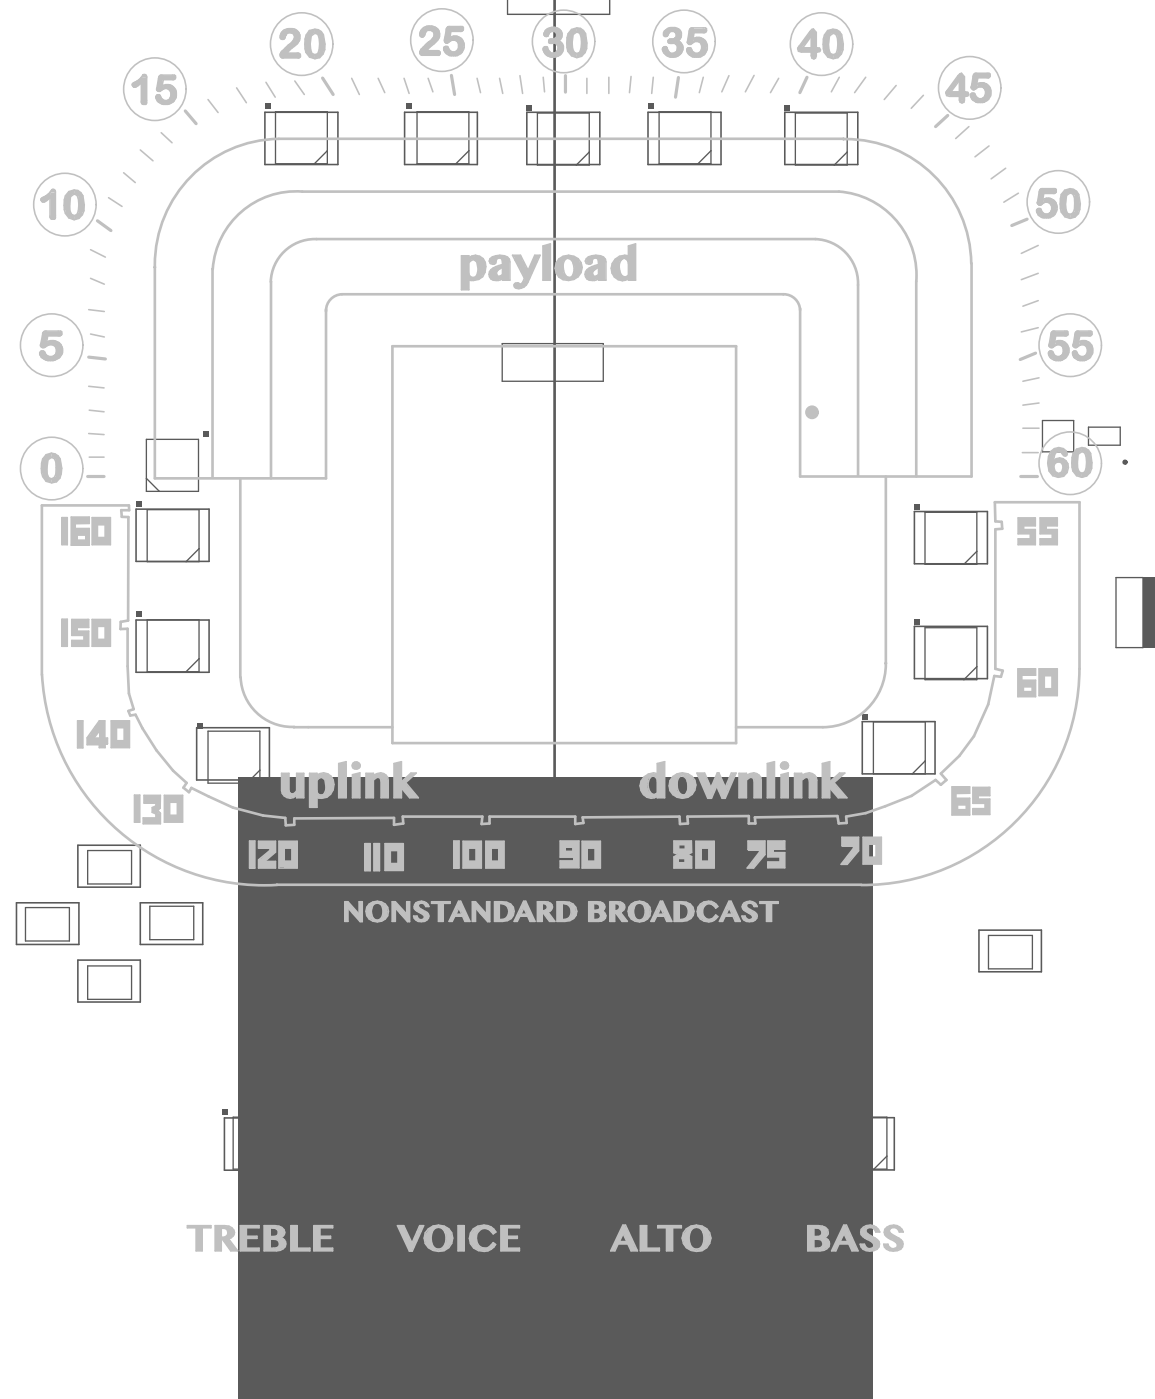 20 25 30 35 40
15 45
10 50
payload
5 55
0 60
160 55
150 60
140
130 65
uplink downlink
120 110 100 90 80 75 70
NONSTANDARD BROADCAST
TREBLE VOICE ALTO BASS